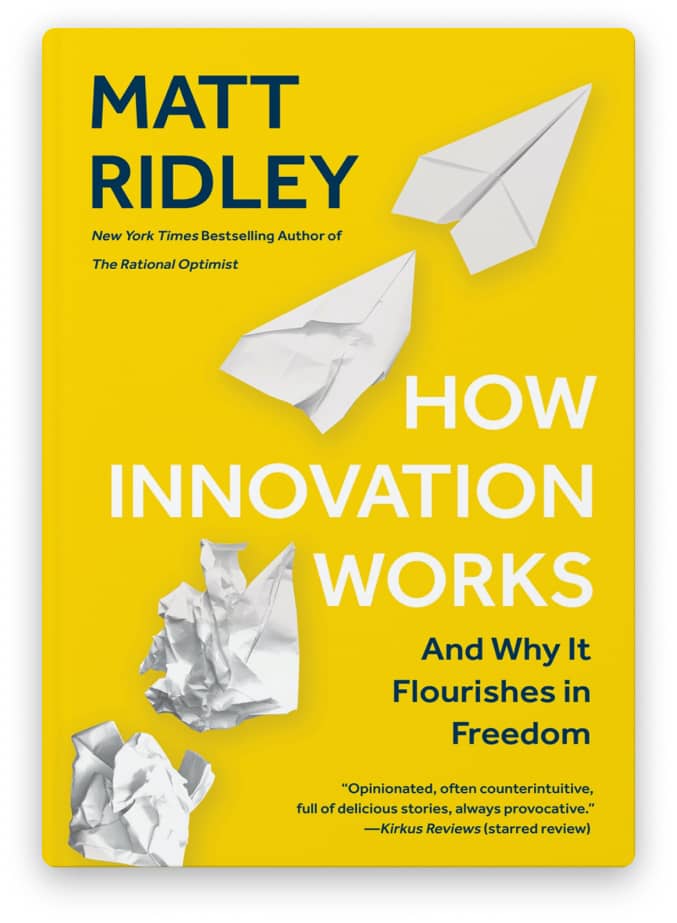 MATT
RIDLEY
New York Times Bestselling Author of
The Rational Optimist
HOW
INNOVATION
WORKS
And Why It
Flourishes in
Freedom
“Opinionated, often counterintuitive,
full of delicious stories, always provocative.”
—Kirkus Reviews (starred review)